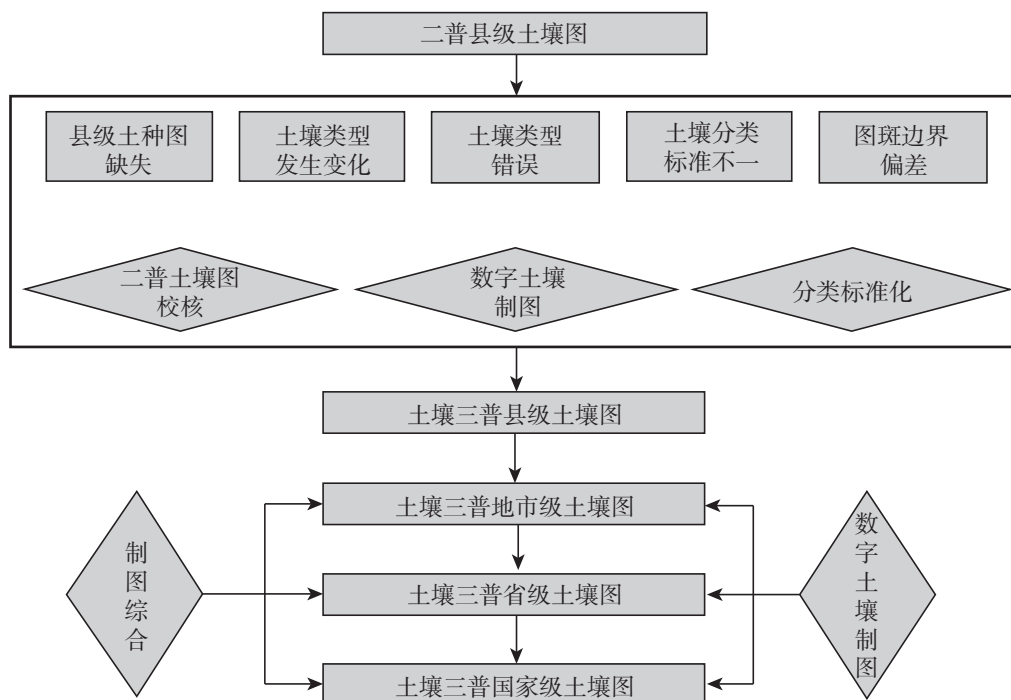 二普县级土壤图
县级土种图
缺失
土壤类型
发生变化
土壤类型
错误
土壤分类
标准不一
图斑边界
偏差
二普土壤图
校核
数字土壤
制图
分类标准化
土壤三普县级土壤图
土壤三普地市级土壤图
制图综合
数字土壤制图
土壤三普省级土壤图
土壤三普国家级土壤图